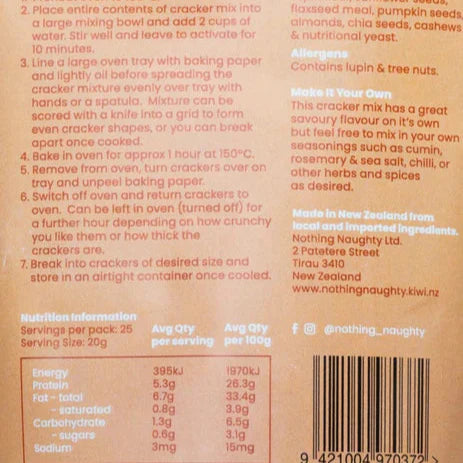 2. Place entire contents of cracker mix into
a large mixing bowl and add 2 cups of
water. Stir well and leave to activate for
10 minutes.
3. Line a large oven tray with baking paper
and lightly oil before spreading the
cracker mixture evenly over tray with
hands or a spatula. Mixture can be
scored with a knife into a grid to form
even cracker shapes, or you can break
apart once cooked.
4. Bake in oven for approx 1 hour at 150°C.
5. Remove from oven, turn crackers over on
tray and unpeel baking paper.
6. Switch off oven and return crackers to
oven. Can be left in oven (turned off) for
a further hour depending on how crunchy
you like them or how thick the
crackers are.
7. Break into crackers of desired size and
store in an airtight container once cooled.
flaxseed meal, pumpkin seeds,
almonds, chia seeds, cashews
& nutritional yeast.
Allergens
Contains lupin & tree nuts.
Make It Your Own
This cracker mix has a great
savoury flavour on it's own
but feel free to mix in your own
seasonings such as cumin,
rosemary & sea salt, chilli, or
other herbs and spices
as desired.
Made in New Zealand from
local and imported ingredients.
Nothing Naughty Ltd.
2 Patetere Street
Tirau 3410
New Zealand
www.nothingnaughty.kiwi.nz
@nothing_naughty
Nutrition Information
Servings per pack: 25 Avg Qty Avg Qty
Serving Size: 20g per serving per 100g
Energy 395kJ 1970kJ
Protein 5.3g 26.3g
Fat - total 6.7g 33.4g
- saturated 0.8g 3.9g
Carbohydrate 1.3g 6.5g
- sugars 0.6g 3.1g
Sodium 3mg 15mg
9 421004 970372 >